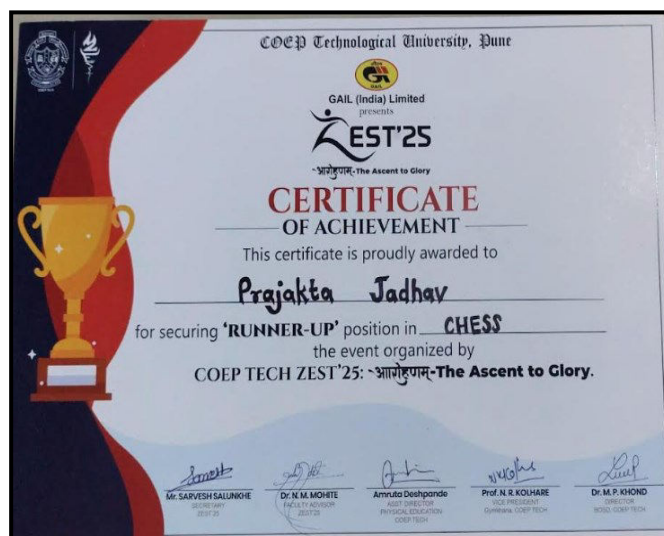 COEP Technological University, Pune
GAIL
GAIL (India) Limited
presents
ZEST'25
आरोहणम्-The Ascent to Glory
CERTIFICATE
OF ACHIEVEMENT
This certificate is proudly awarded to
Prajakta Jadhav
for securing 'RUNNER-UP' position in CHESS
the event organized by
COEP TECH ZEST'25: आरोहणम्-The Ascent to Glory.
Mr. SARVESH SALUNKHE
SECRETARY
ZEST'25
Dr. N. M. MOHITE
FACULTY ADVISOR
ZEST'25
Amruta Deshpande
ASST. DIRECTOR
PHYSICAL EDUCATION
COEP TECH
Prof. N. R. KOLHARE
VICE PRESIDENT
Gymkhana, COEP TECH
Dr. M. P. KHOND
DIRECTOR
COEP TECH